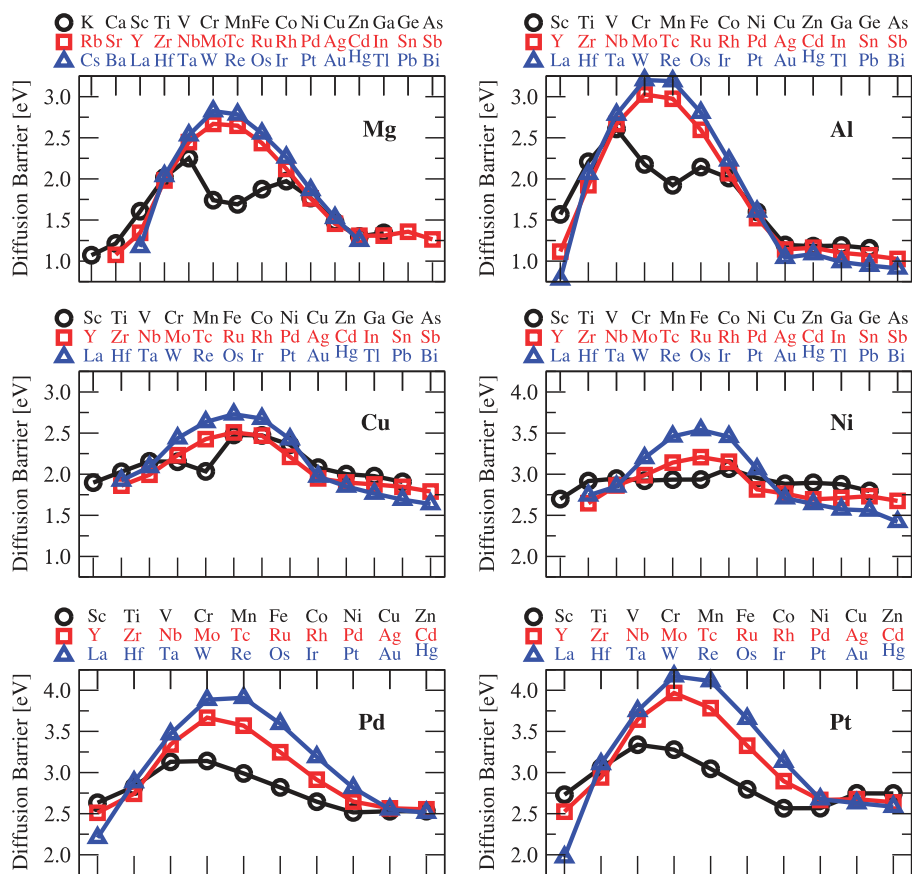 K Ca Sc Ti V Cr Mn Fe Co Ni Cu Zn Ga Ge As
Rb Sr Y Zr Nb Mo Tc Ru Rh Pd Ag Cd In Sn Sb
Cs Ba La Hf Ta W Re Os Ir Pt Au Hg Tl Pb Bi
3.0
2.5
2.0
1.5
1.0
Diffusion Barrier [eV]
Mg
Sc Ti V Cr Mn Fe Co Ni Cu Zn Ga Ge As
Y Zr Nb Mo Tc Ru Rh Pd Ag Cd In Sn Sb
La Hf Ta W Re Os Ir Pt Au Hg Tl Pb Bi
3.0
2.5
2.0
1.5
1.0
Diffusion Barrier [eV]
Al
Sc Ti V Cr Mn Fe Co Ni Cu Zn Ga Ge As
Y Zr Nb Mo Tc Ru Rh Pd Ag Cd In Sn Sb
La Hf Ta W Re Os Ir Pt Au Hg Tl Pb Bi
3.0
2.5
2.0
1.5
1.0
Diffusion Barrier [eV]
Cu
Sc Ti V Cr Mn Fe Co Ni Cu Zn Ga Ge As
Y Zr Nb Mo Tc Ru Rh Pd Ag Cd In Sn Sb
La Hf Ta W Re Os Ir Pt Au Hg Tl Pb Bi
4.0
3.5
3.0
2.5
2.0
Diffusion Barrier [eV]
Ni
Sc Ti V Cr Mn Fe Co Ni Cu Zn
Y Zr Nb Mo Tc Ru Rh Pd Ag Cd
La Hf Ta W Re Os Ir Pt Au Hg
4.0
3.5
3.0
2.5
2.0
Diffusion Barrier [eV]
Pd
Sc Ti V Cr Mn Fe Co Ni Cu Zn
Y Zr Nb Mo Tc Ru Rh Pd Ag Cd
La Hf Ta W Re Os Ir Pt Au Hg
4.0
3.5
3.0
2.5
2.0
Diffusion Barrier [eV]
Pt